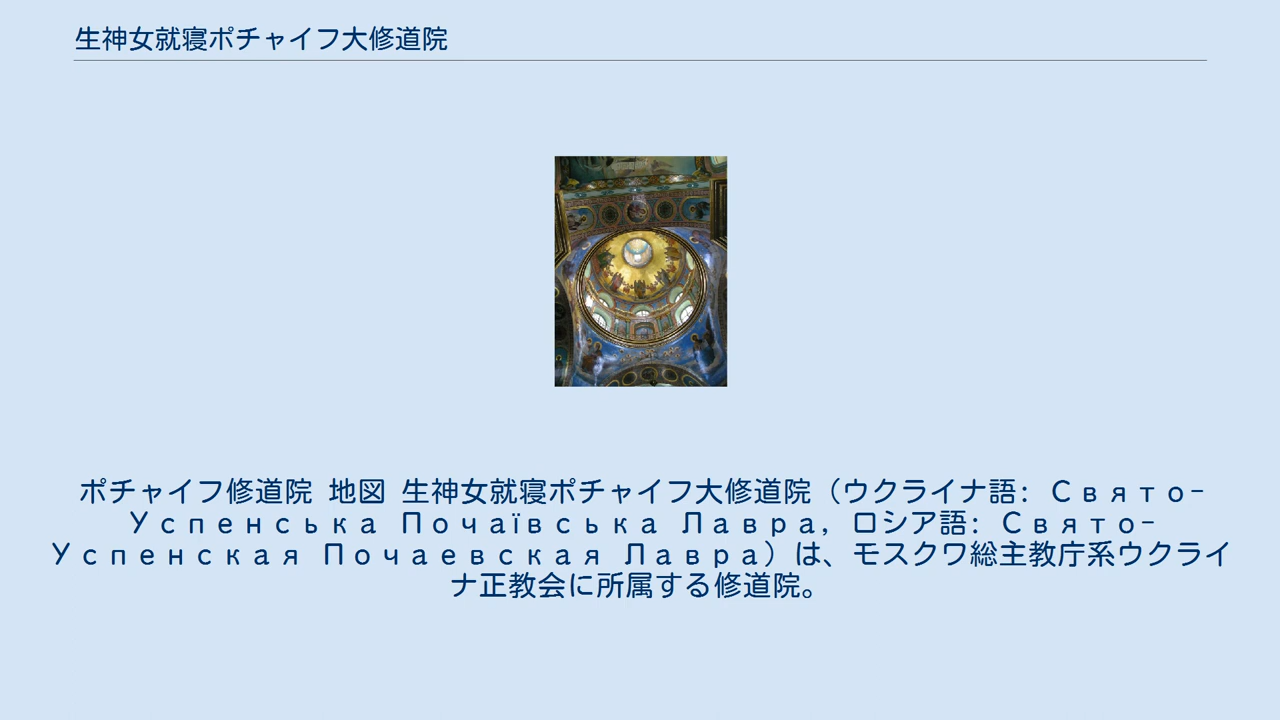 生神女就寝ポチャイフ大修道院
ポチャイフ修道院 地図 生神女就寝ポチャイフ大修道院（ウクライナ語: Свято-
Успенська Почаївська Лавра, ロシア語: Свято-
Успенская Почаевская Лавра）は、モスクワ総主教庁系ウクライ
ナ正教会に所属する修道院。